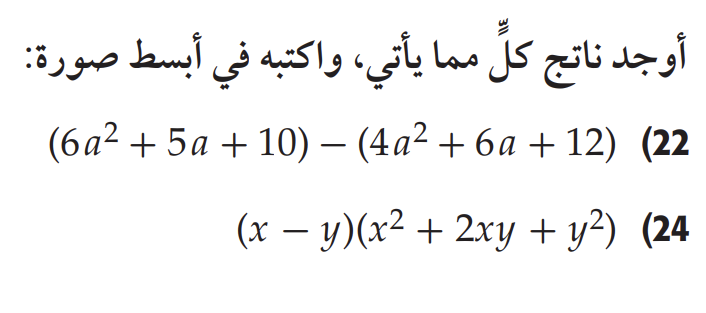 أوجد ناتج كلٍّ مما يأتي، واكتبه في أبسط صورة:
22) (6a² + 5a + 10) − (4a² + 6a + 12)
24) (x − y)(x² + 2xy + y²)